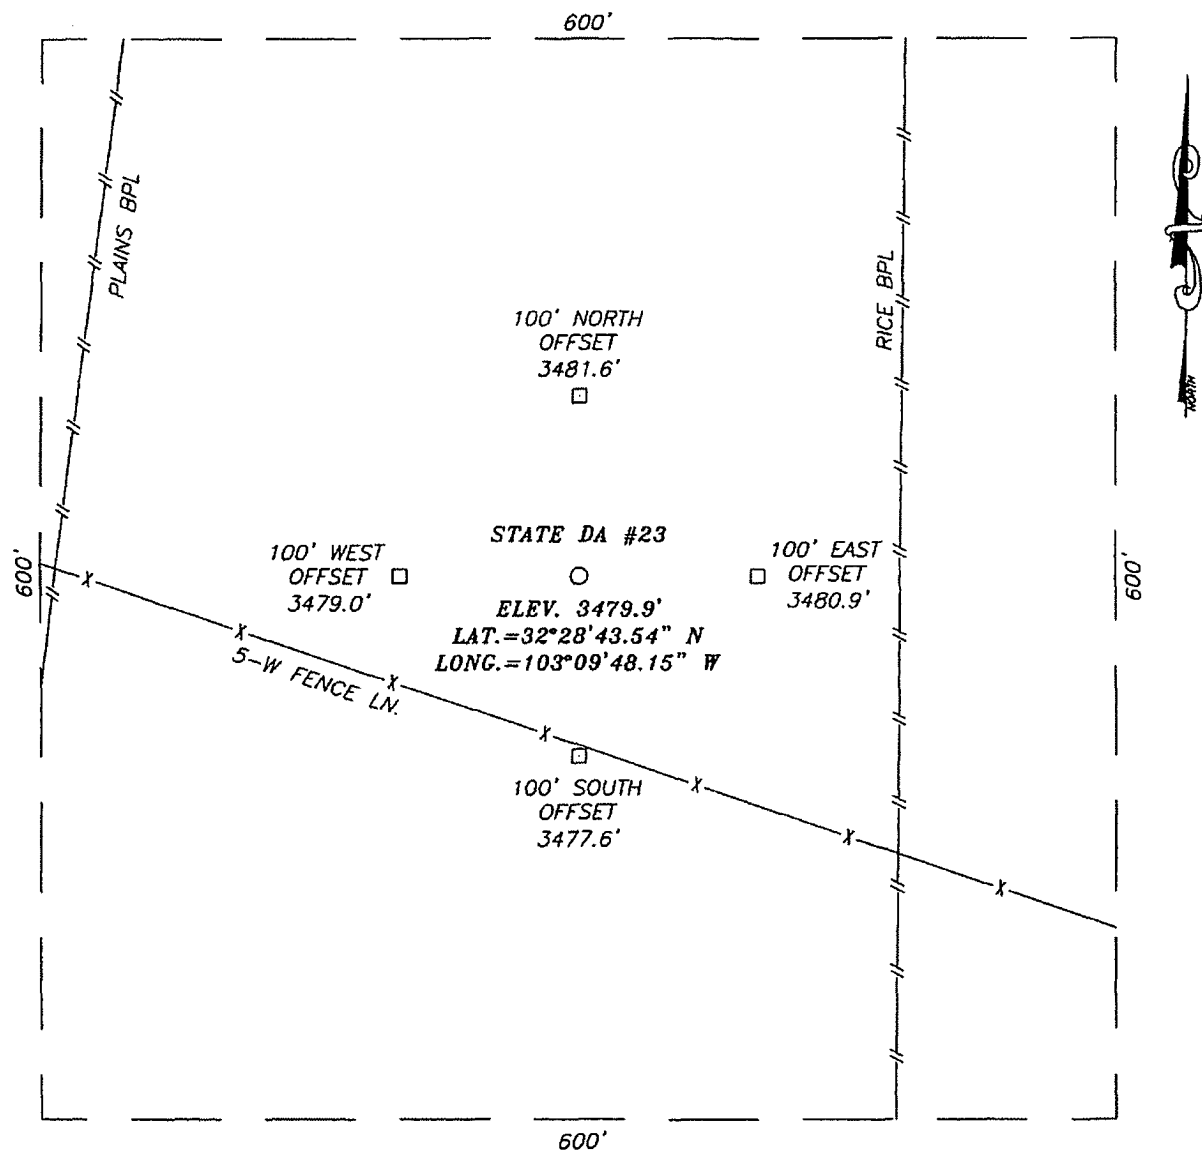 600'
PLAINS BPL
RICE BPL
100' NORTH
OFFSET
3481.6'
NORTH
600'
100' WEST
OFFSET
3479.0'
STATE DA #23
ELEV. 3479.9'
LAT.=32°28'43.54" N
LONG.=103°09'48.15" W
100' EAST
OFFSET
3480.9'
600'
5-W FENCE LN.
100' SOUTH
OFFSET
3477.6'
600'